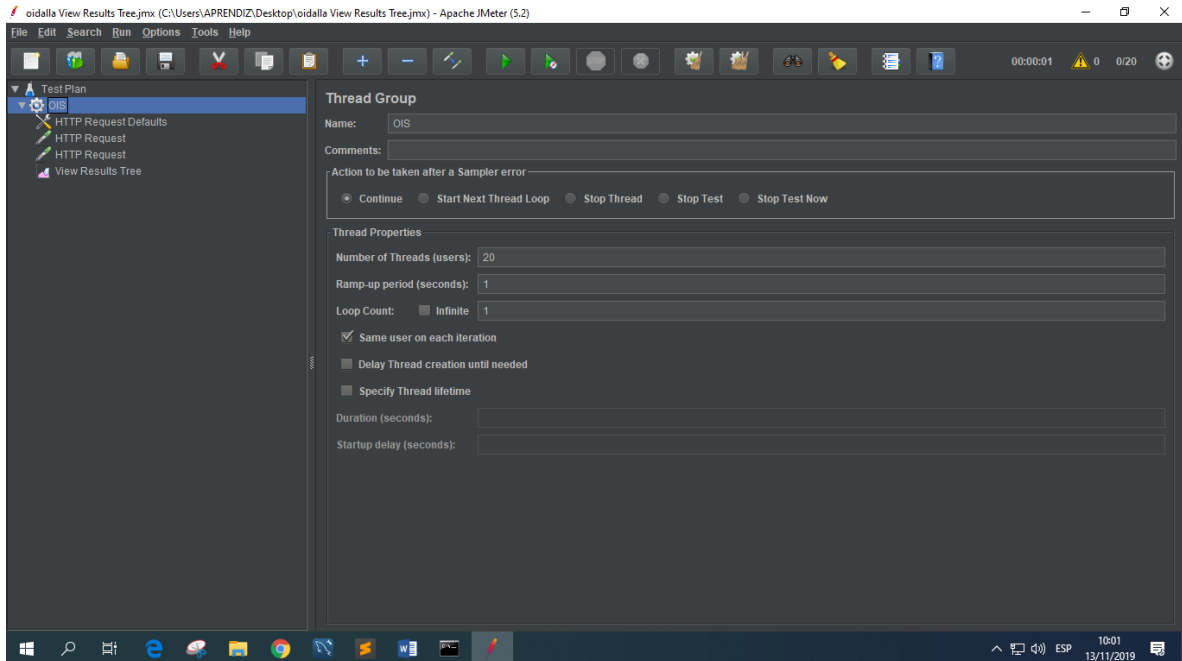 oidalla View Results Tree.jmx (C:\Users\APRENDIZ\Desktop\oidalla View Results Tree.jmx) - Apache JMeter (5.2)
File Edit Search Run Options Tools Help
00:00:01 0 0/20
Test Plan
OIS
HTTP Request Defaults
HTTP Request
HTTP Request
View Results Tree
Thread Group
Name: OIS
Comments:
Action to be taken after a Sampler error
Continue Start Next Thread Loop Stop Thread Stop Test Stop Test Now
Thread Properties
Number of Threads (users): 20
Ramp-up period (seconds): 1
Loop Count: Infinite 1
Same user on each iteration
Delay Thread creation until needed
Specify Thread lifetime
Duration (seconds):
Startup delay (seconds):
ESP 10:01
13/11/2019